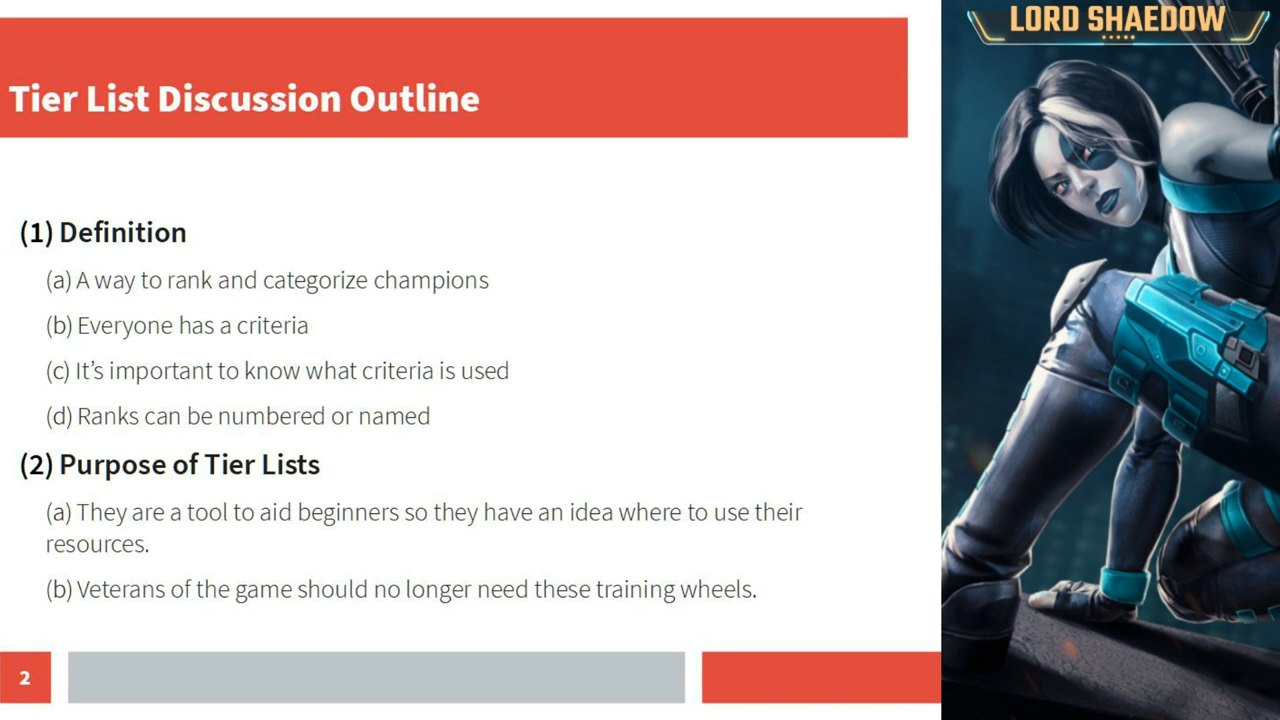 LORD SHAEDOW
Tier List Discussion Outline
(1) Definition
(a) A way to rank and categorize champions
(b) Everyone has a criteria
(c) It’s important to know what criteria is used
(d) Ranks can be numbered or named
(2) Purpose of Tier Lists
(a) They are a tool to aid beginners so they have an idea where to use their
resources.
(b) Veterans of the game should no longer need these training wheels.
2